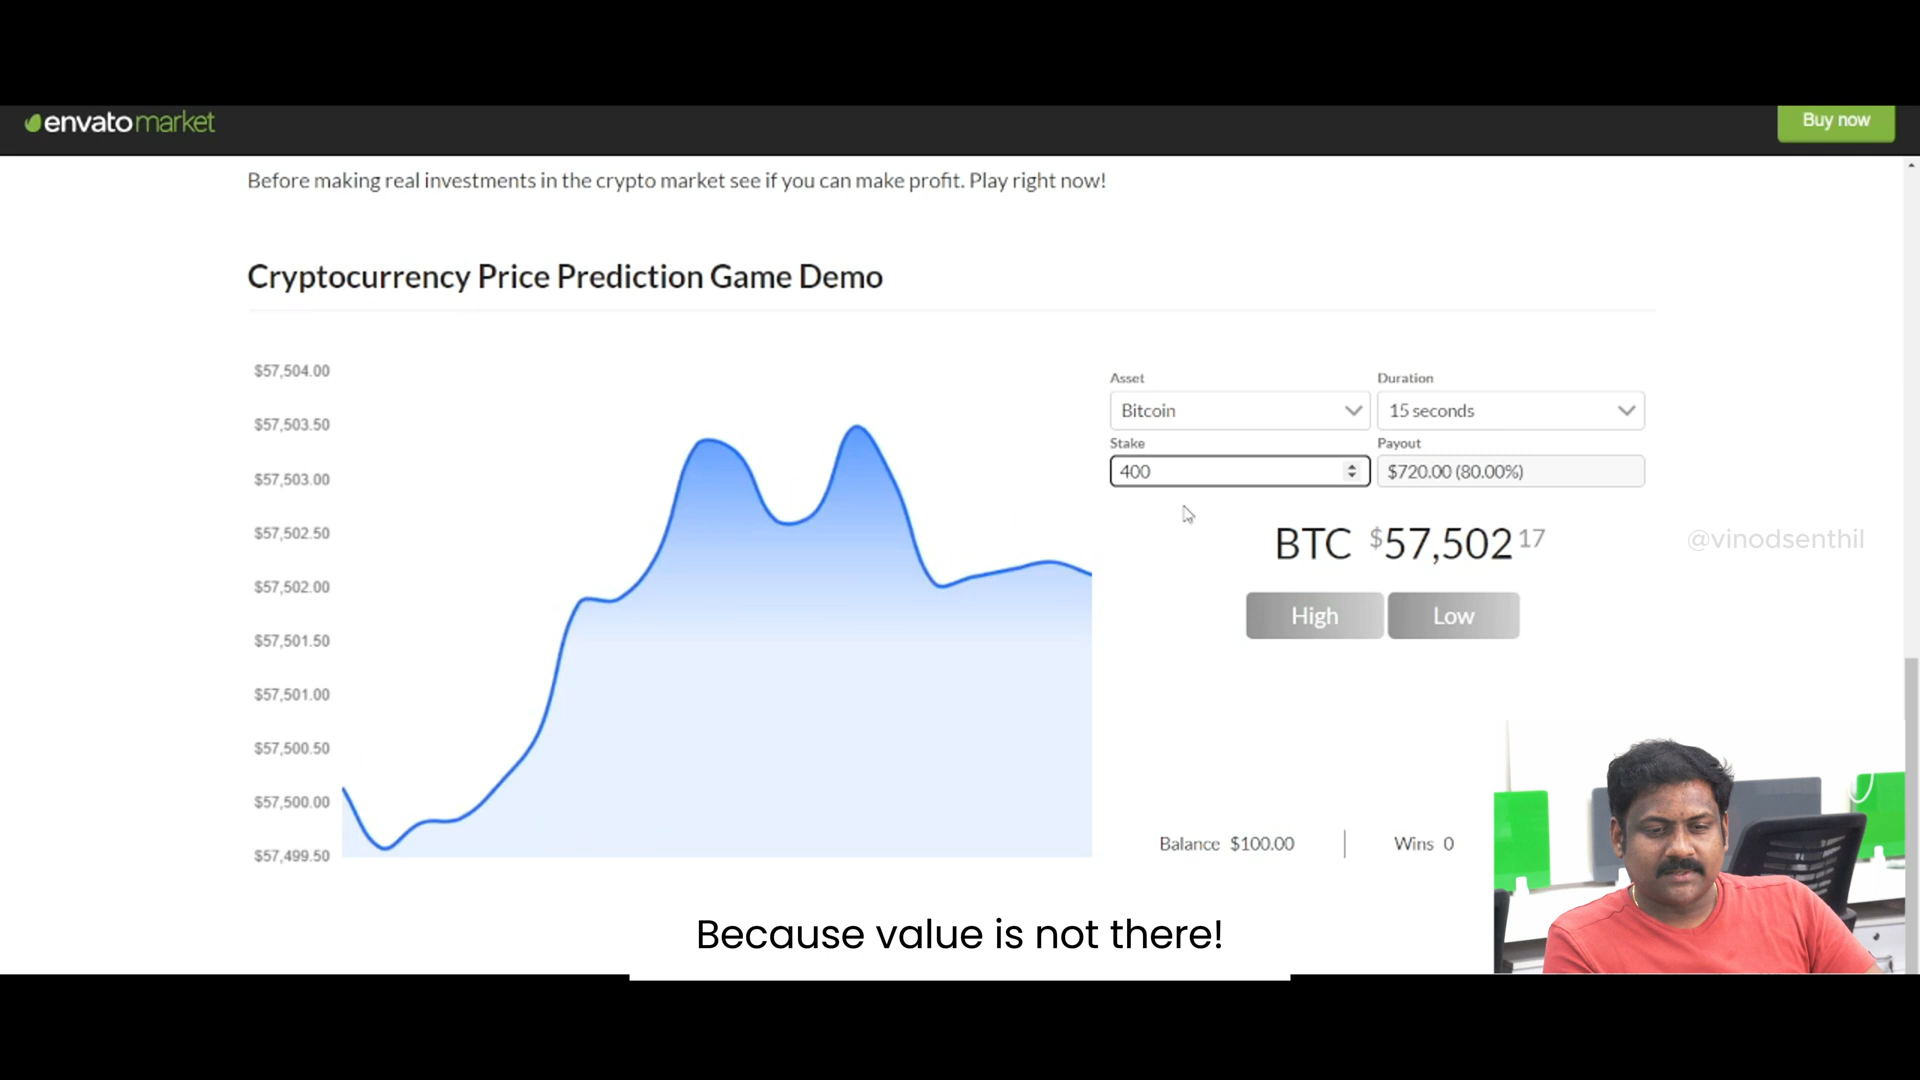 envatomarket
Buy now
Before making real investments in the crypto market see if you can make profit. Play right now!
Cryptocurrency Price Prediction Game Demo
$57,504.00
$57,503.50
$57,503.00
$57,502.50
$57,502.00
$57,501.50
$57,501.00
$57,500.50
$57,500.00
$57,499.50
Asset
Duration
Bitcoin
15 seconds
Stake
Payout
400
$720.00 (80.00%)
BTC $57,502 17
@vinodsenthil
High
Low
Balance $100.00
Wins 0
Because value is not there!